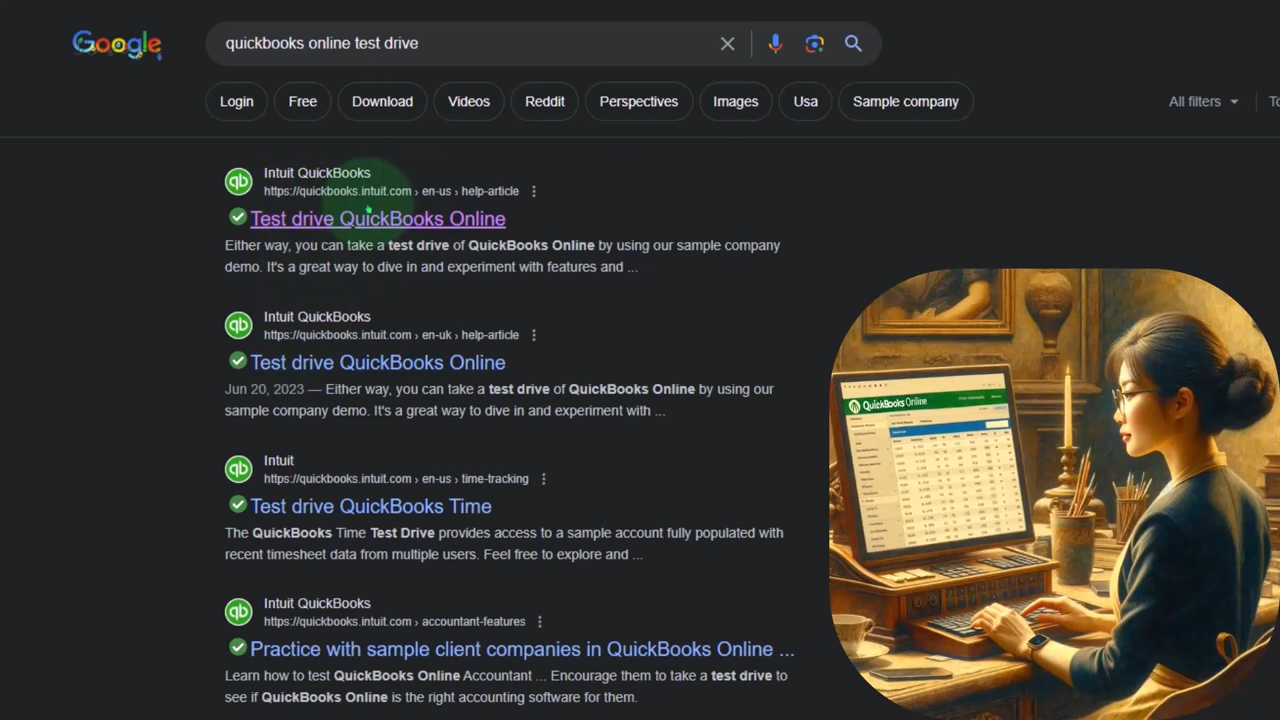 Google
quickbooks online test drive
Login Free Download Videos Reddit Perspectives Images Usa Sample company All filters To
Intuit QuickBooks
https://quickbooks.intuit.com › en-us › help-article
Test drive QuickBooks Online
Either way, you can take a test drive of QuickBooks Online by using our sample company
demo. It's a great way to dive in and experiment with features and ...
Intuit QuickBooks
https://quickbooks.intuit.com › en-uk › help-article
Test drive QuickBooks Online
Jun 20, 2023 — Either way, you can take a test drive of QuickBooks Online by using our
sample company demo. It's a great way to dive in and experiment with ...
Intuit
https://quickbooks.intuit.com › en-us › time-tracking
Test drive QuickBooks Time
The QuickBooks Time Test Drive provides access to a sample account fully populated with
recent timesheet data from multiple users. Feel free to explore and ...
Intuit QuickBooks
https://quickbooks.intuit.com › accountant-features
Practice with sample client companies in QuickBooks Online ...
Learn how to test QuickBooks Online Accountant ... Encourage them to take a test drive to
see if QuickBooks Online is the right accounting software for them.
QuickBooks Online